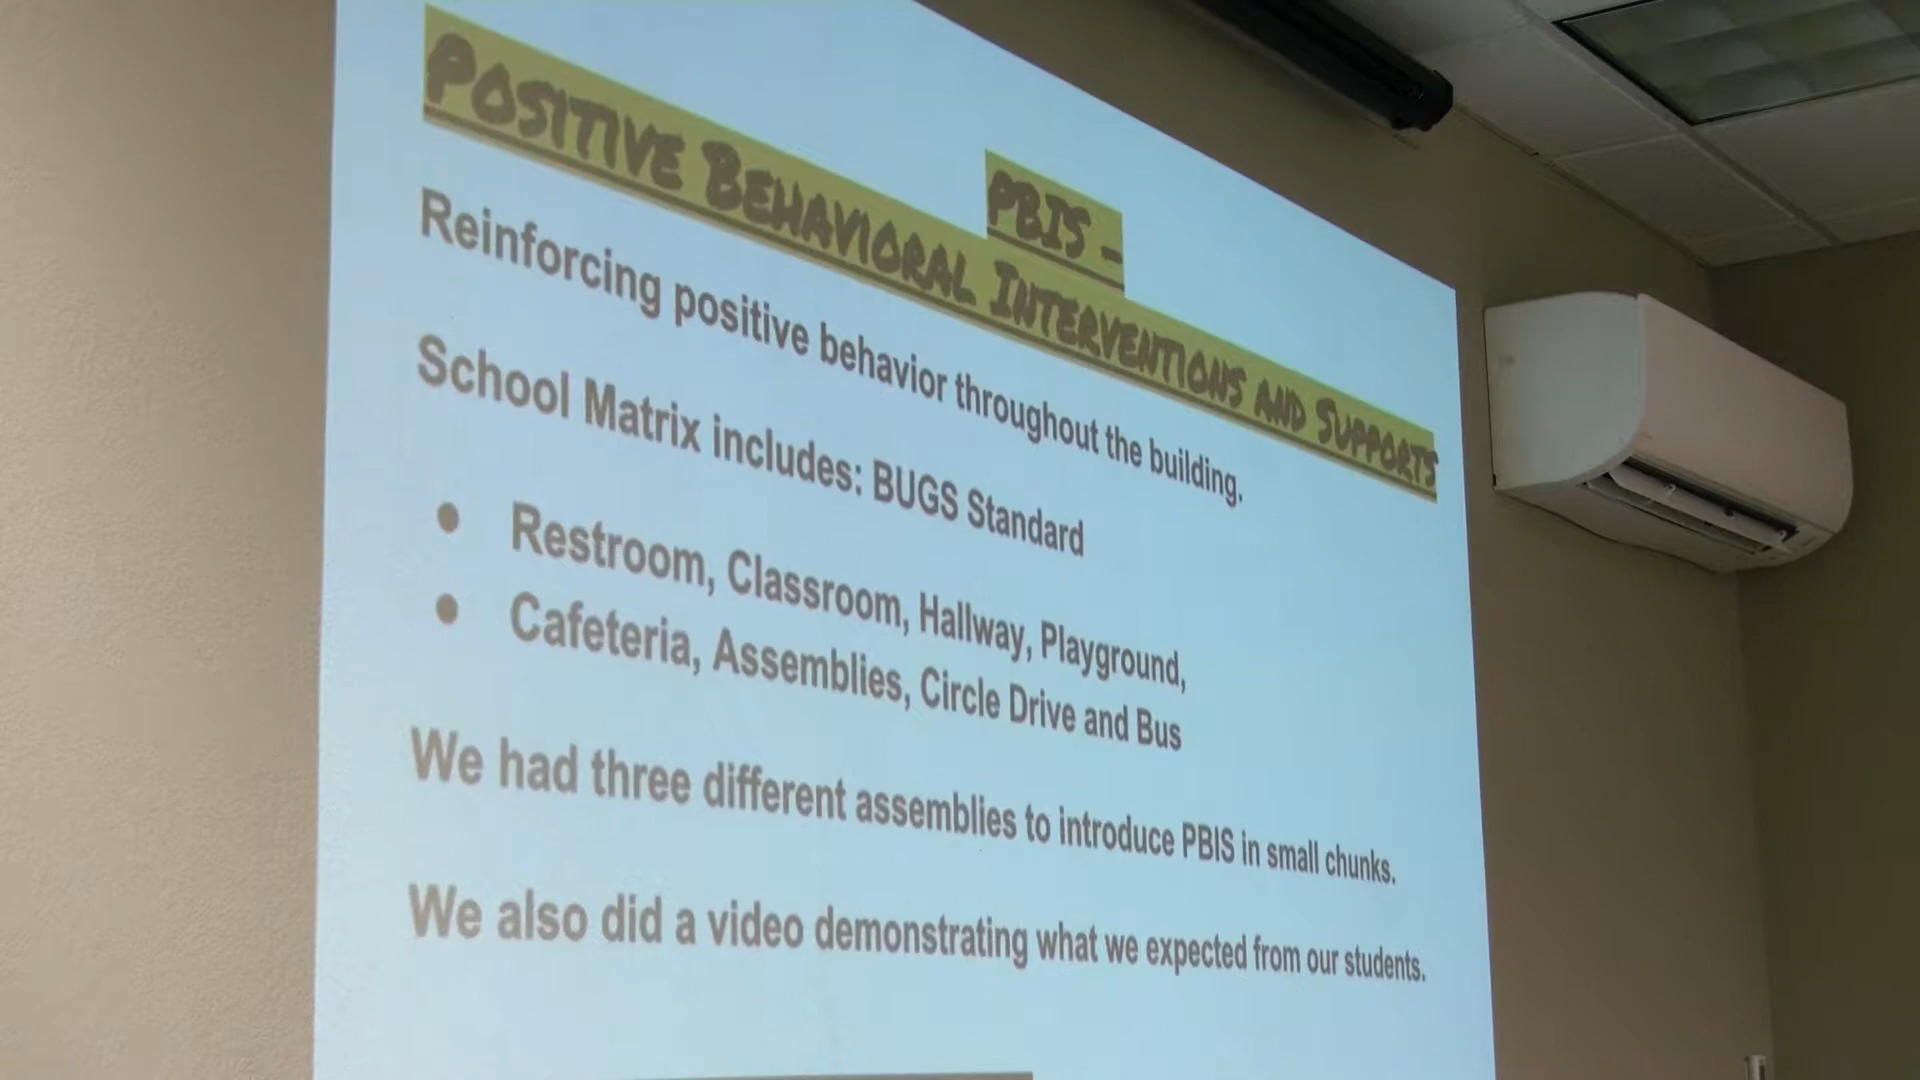 PBIS -
POSITIVE BEHAVIORAL INTERVENTIONS AND SUPPORTS
Reinforcing positive behavior throughout the building.
School Matrix includes: BUGS Standard
● Restroom, Classroom, Hallway, Playground,
● Cafeteria, Assemblies, Circle Drive and Bus
We had three different assemblies to introduce PBIS in small chunks.
We also did a video demonstrating what we expected from our students.